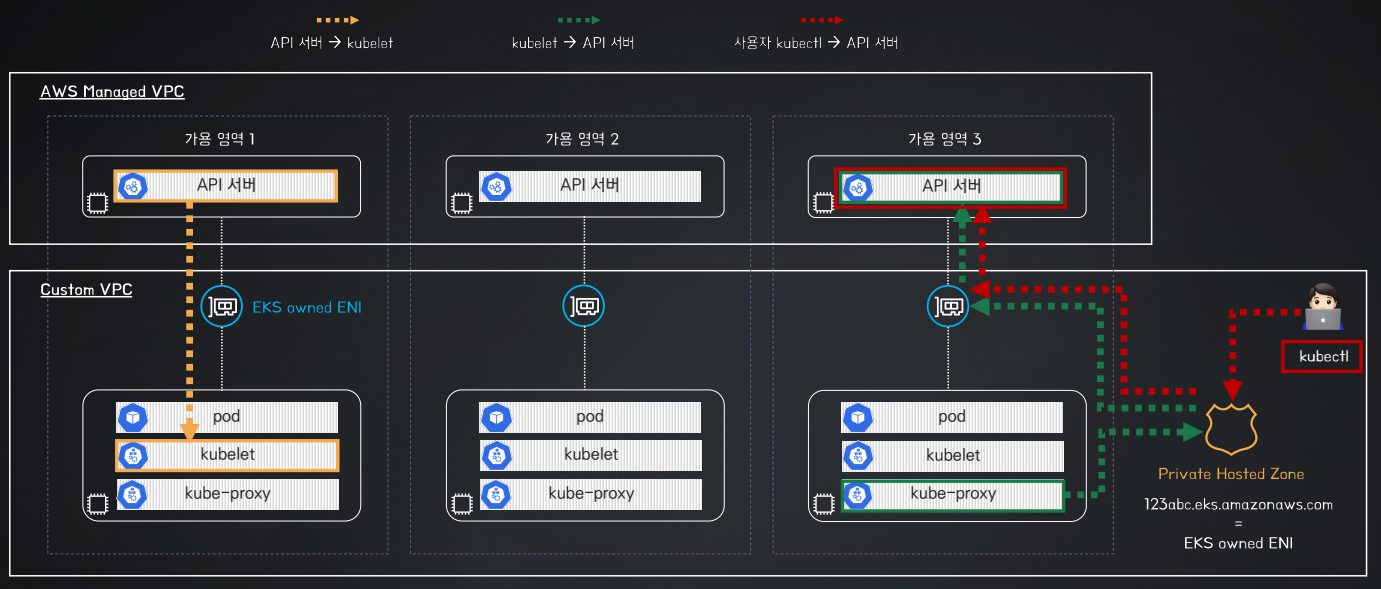 API 서버 → kubelet
kubelet → API 서버
사용자 kubectl → API 서버
AWS Managed VPC
가용 영역 1
가용 영역 2
가용 영역 3
API 서버
API 서버
API 서버
Custom VPC
EKS owned ENI
kubectl
pod
kubelet
kube-proxy
pod
kubelet
kube-proxy
pod
kubelet
kube-proxy
Private Hosted Zone
123abc.eks.amazonaws.com
=
EKS owned ENI